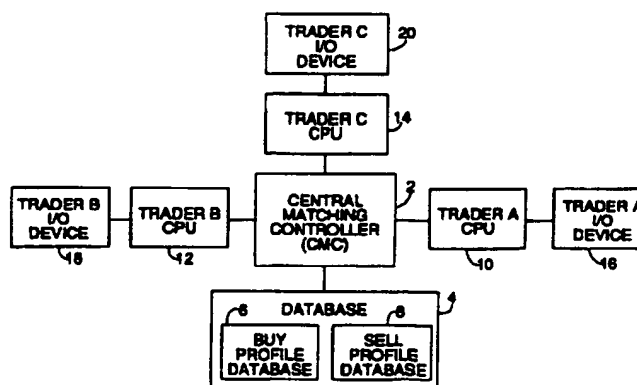 TRADER C
I/O
DEVICE
20
TRADER C
CPU
14
TRADER B
I/O
DEVICE
18
TRADER B
CPU
12
CENTRAL
MATCHING
CONTROLLER
(CMC)
2
TRADER A
CPU
10
TRADER A
I/O
DEVICE
16
DATABASE
4
6
BUY
PROFILE
DATABASE
8
SELL
PROFILE
DATABASE